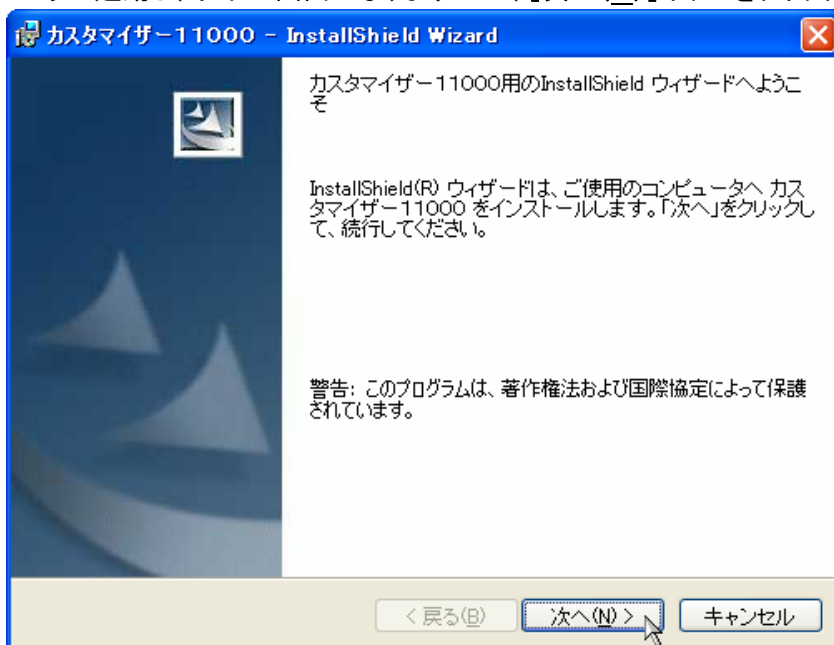 カスタマイザー11000 - InstallShield Wizard
カスタマイザー11000用のInstallShield ウィザードへようこ
そ
InstallShield(R) ウィザードは、ご使用のコンピュータへ カス
タマイザー11000 をインストールします。「次へ」をクリックし
て、続行してください。
警告: このプログラムは、著作権法および国際協定によって保護
されています。
< 戻る(B)
次へ(N) >
キャンセル